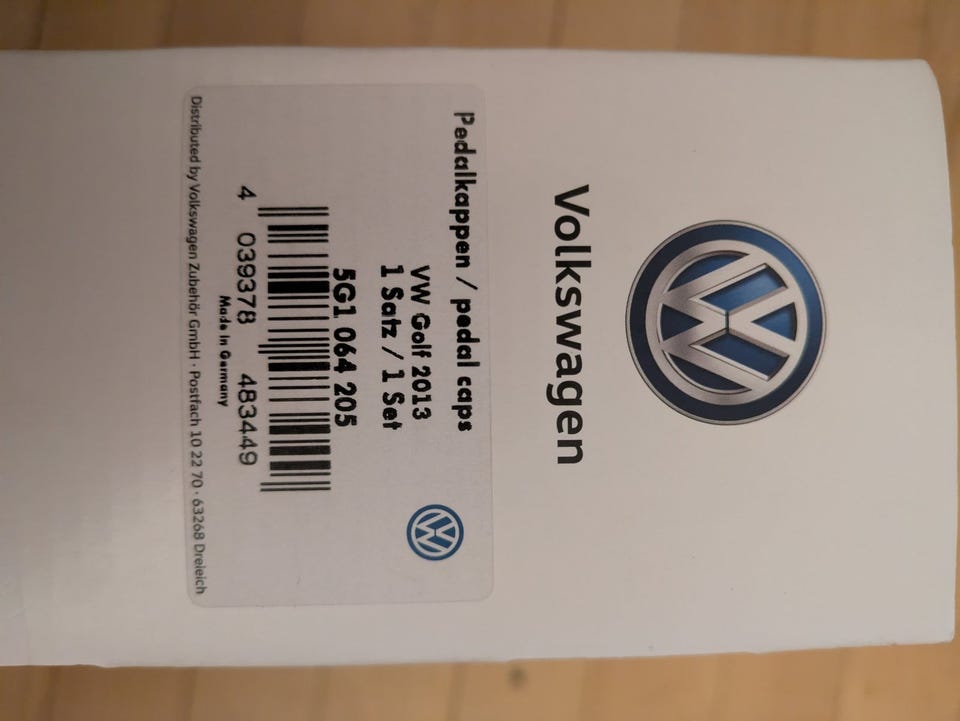 Volkswagen
Pedalkappen / pedal caps
VW Golf 2013
1 Satz / 1 Set
5G1 064 205
4 039378 483449
Made in Germany
Distributed by Volkswagen Zubehör GmbH · Postfach 10 22 70 · 63268 Dreieich